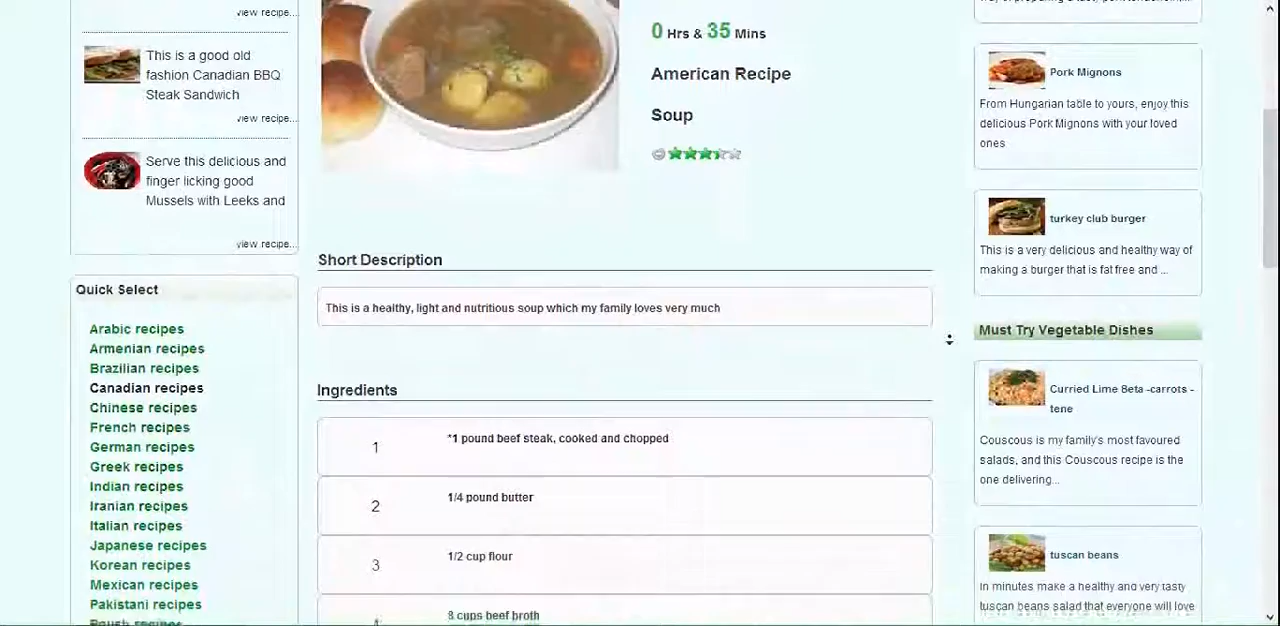 view recipe...
This is a good old
fashion Canadian BBQ
Steak Sandwich
view recipe...
Serve this delicious and
finger licking good
Mussels with Leeks and
view recipe...
Quick Select
Arabic recipes
Armenian recipes
Brazilian recipes
Canadian recipes
Chinese recipes
French recipes
German recipes
Greek recipes
Indian recipes
Iranian recipes
Italian recipes
Japanese recipes
Korean recipes
Mexican recipes
Pakistani recipes
0 Hrs & 35 Mins
American Recipe
Soup
Short Description
This is a healthy, light and nutritious soup which my family loves very much
Ingredients
1 *1 pound beef steak, cooked and chopped
2 1/4 pound butter
3 1/2 cup flour
4 8 cups beef broth
Pork Mignons
From Hungarian table to yours, enjoy this
delicious Pork Mignons with your loved
ones
turkey club burger
This is a very delicious and healthy way of
making a burger that is fat free and ...
Must Try Vegetable Dishes
Curried Lime Beta -carrots -
tene
Couscous is my family's most favoured
salads, and this Couscous recipe is the
one delivering...
tuscan beans
In minutes make a healthy and very tasty
tuscan beans salad that everyone will love